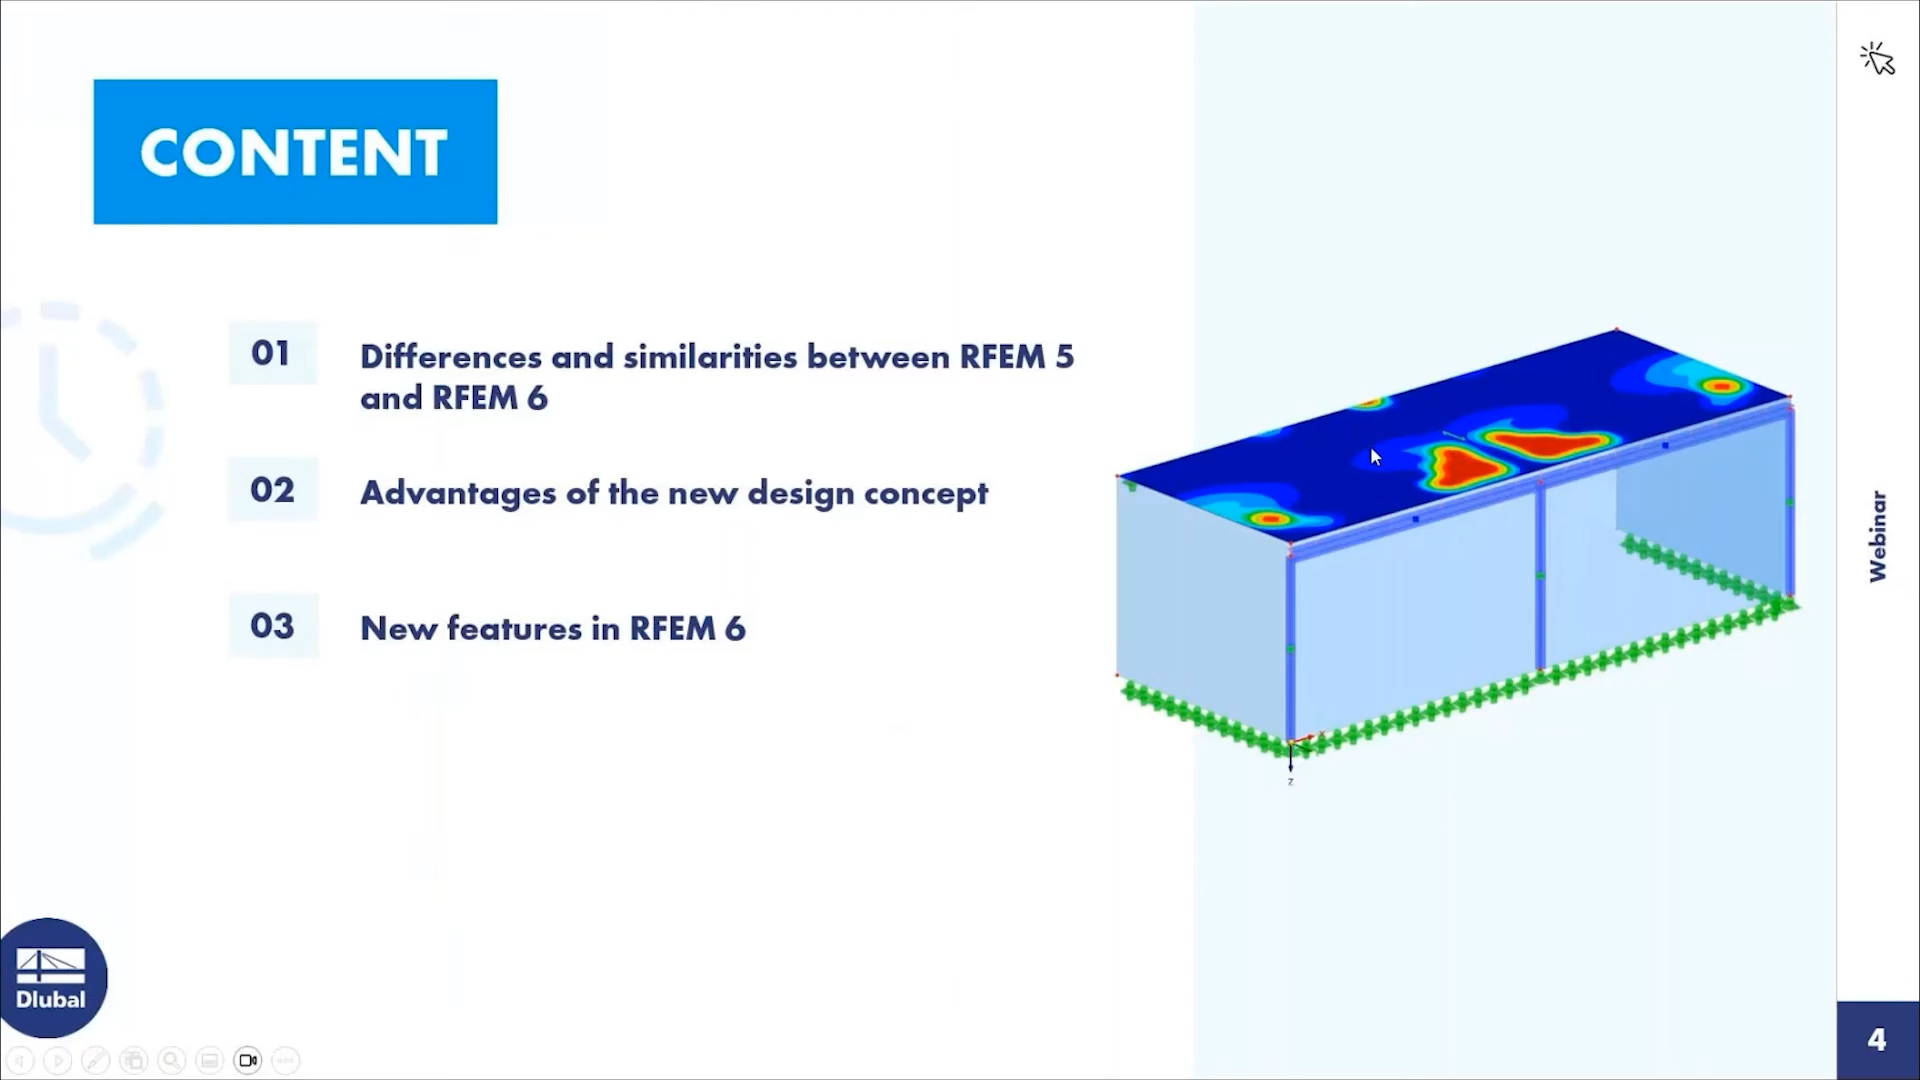 CONTENT
01
Differences and similarities between RFEM 5
and RFEM 6
02
Advantages of the new design concept
03
New features in RFEM 6
x
z
Webinar
Dlubal
4